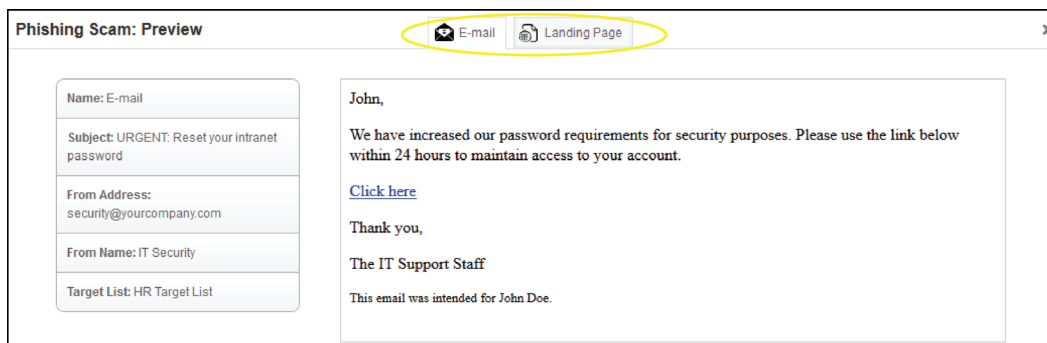 Phishing Scam: Preview
E-mail
Landing Page
Name: E-mail
Subject: URGENT: Reset your intranet
password
From Address:
security@yourcompany.com
From Name: IT Security
Target List: HR Target List
John,
We have increased our password requirements for security purposes. Please use the link below
within 24 hours to maintain access to your account.
Click here
Thank you,
The IT Support Staff
This email was intended for John Doe.